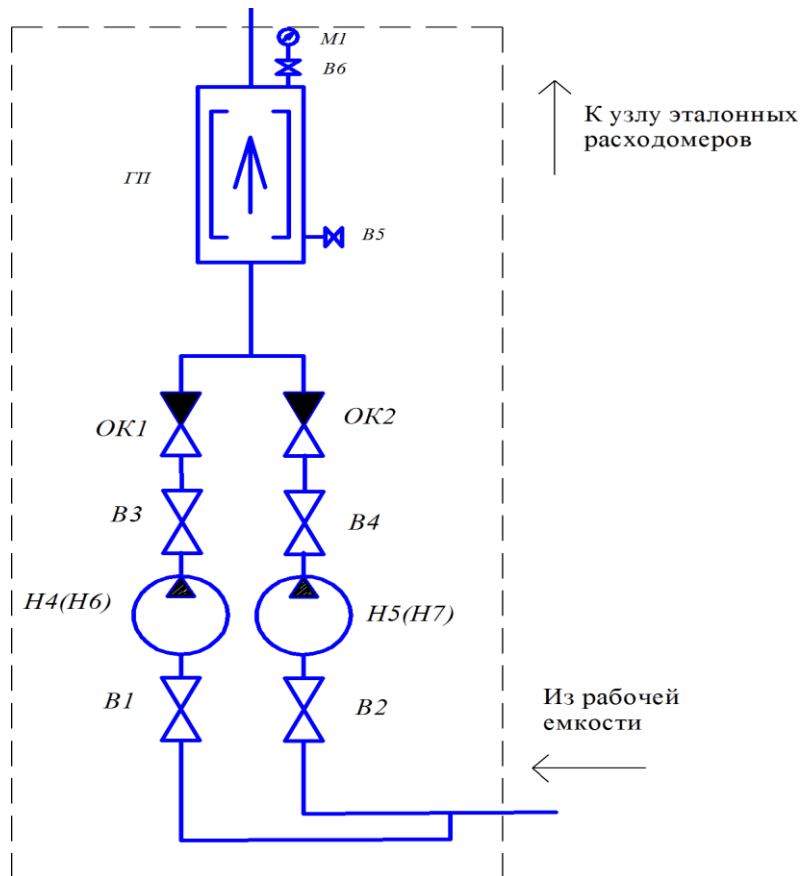 М1
В6
К узлу эталонных
расходомеров
ГП
В5
ОК1
ОК2
В3
В4
Н4(Н6)
Н5(Н7)
В1
В2
Из рабочей
емкости